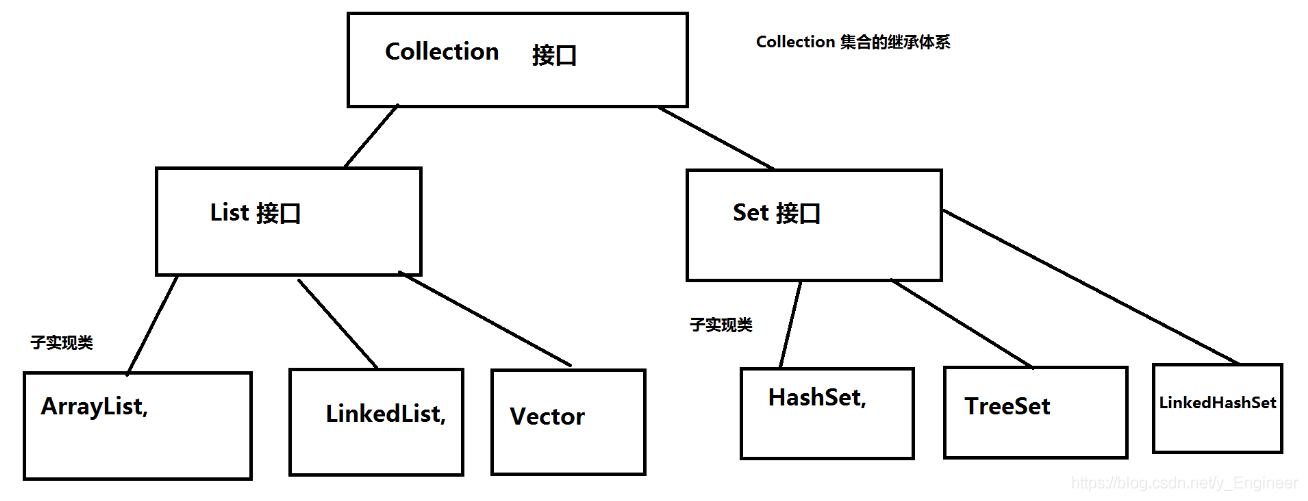 Collection 接口
Collection 集合的继承体系
List 接口
Set 接口
子实现类
子实现类
ArrayList,
LinkedList,
Vector
HashSet,
TreeSet
LinkedHashSet
https://blog.csdn.net/y_Engineer